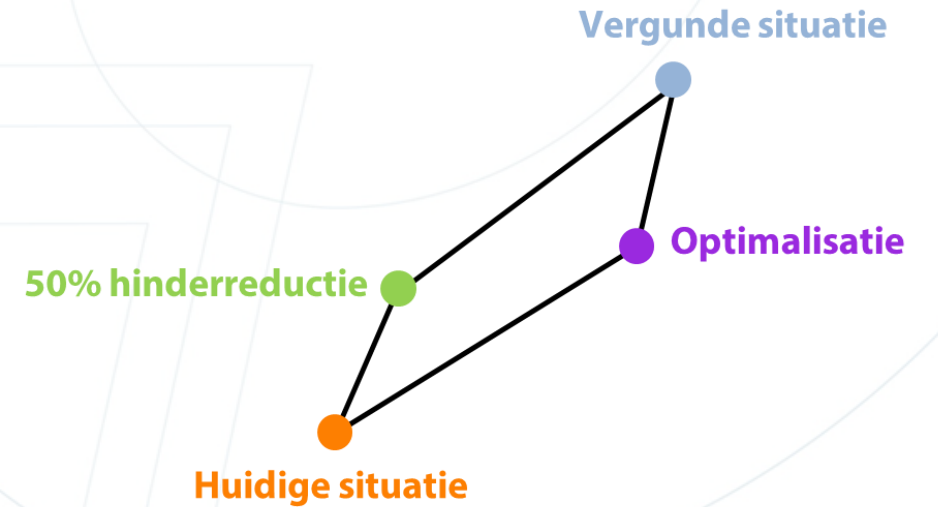 Vergunde situatie
Optimalisatie
50% hinderreductie
Huidige situatie